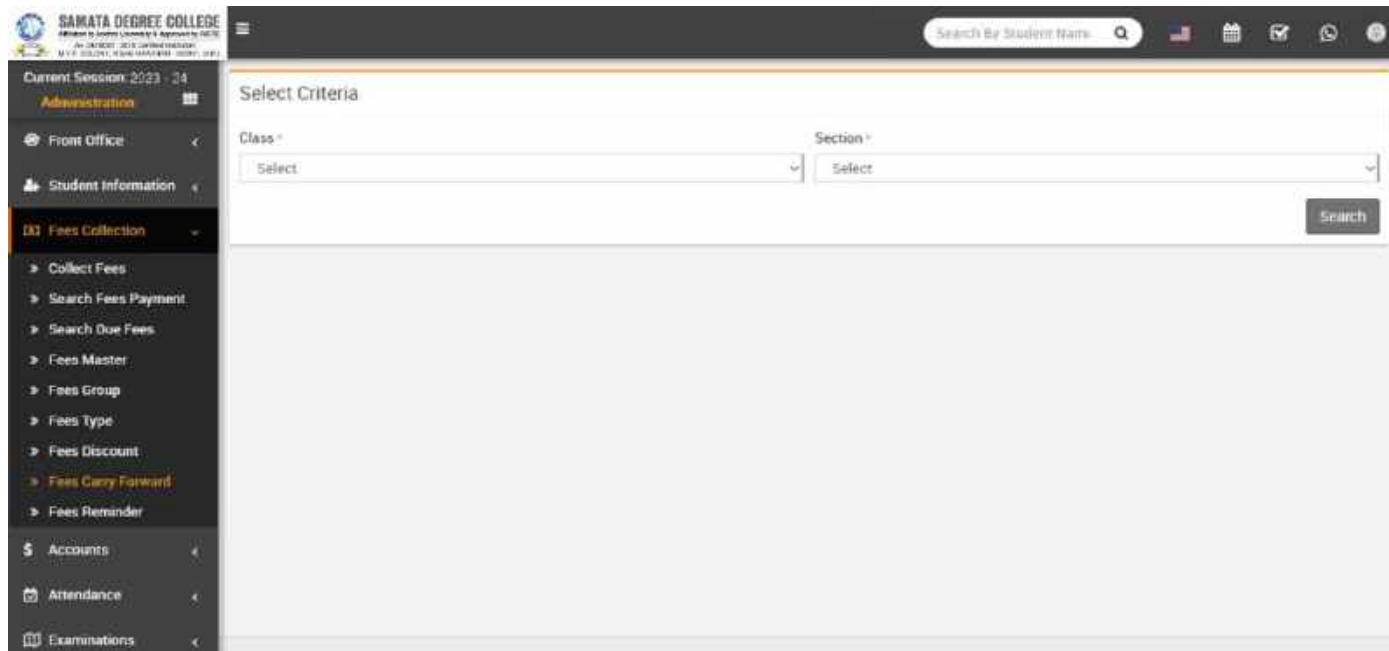 SAMATA DEGREE COLLEGE
Search By Student Name
Current Session: 2023 - 24
Administration
Front Office
Student Information
Fees Collection
Collect Fees
Search Fees Payment
Search Due Fees
Fees Master
Fees Group
Fees Type
Fees Discount
Fees Carry Forward
Fees Reminder
Accounts
Attendance
Examinations
Select Criteria
Class *
Section *
Select
Select
Search